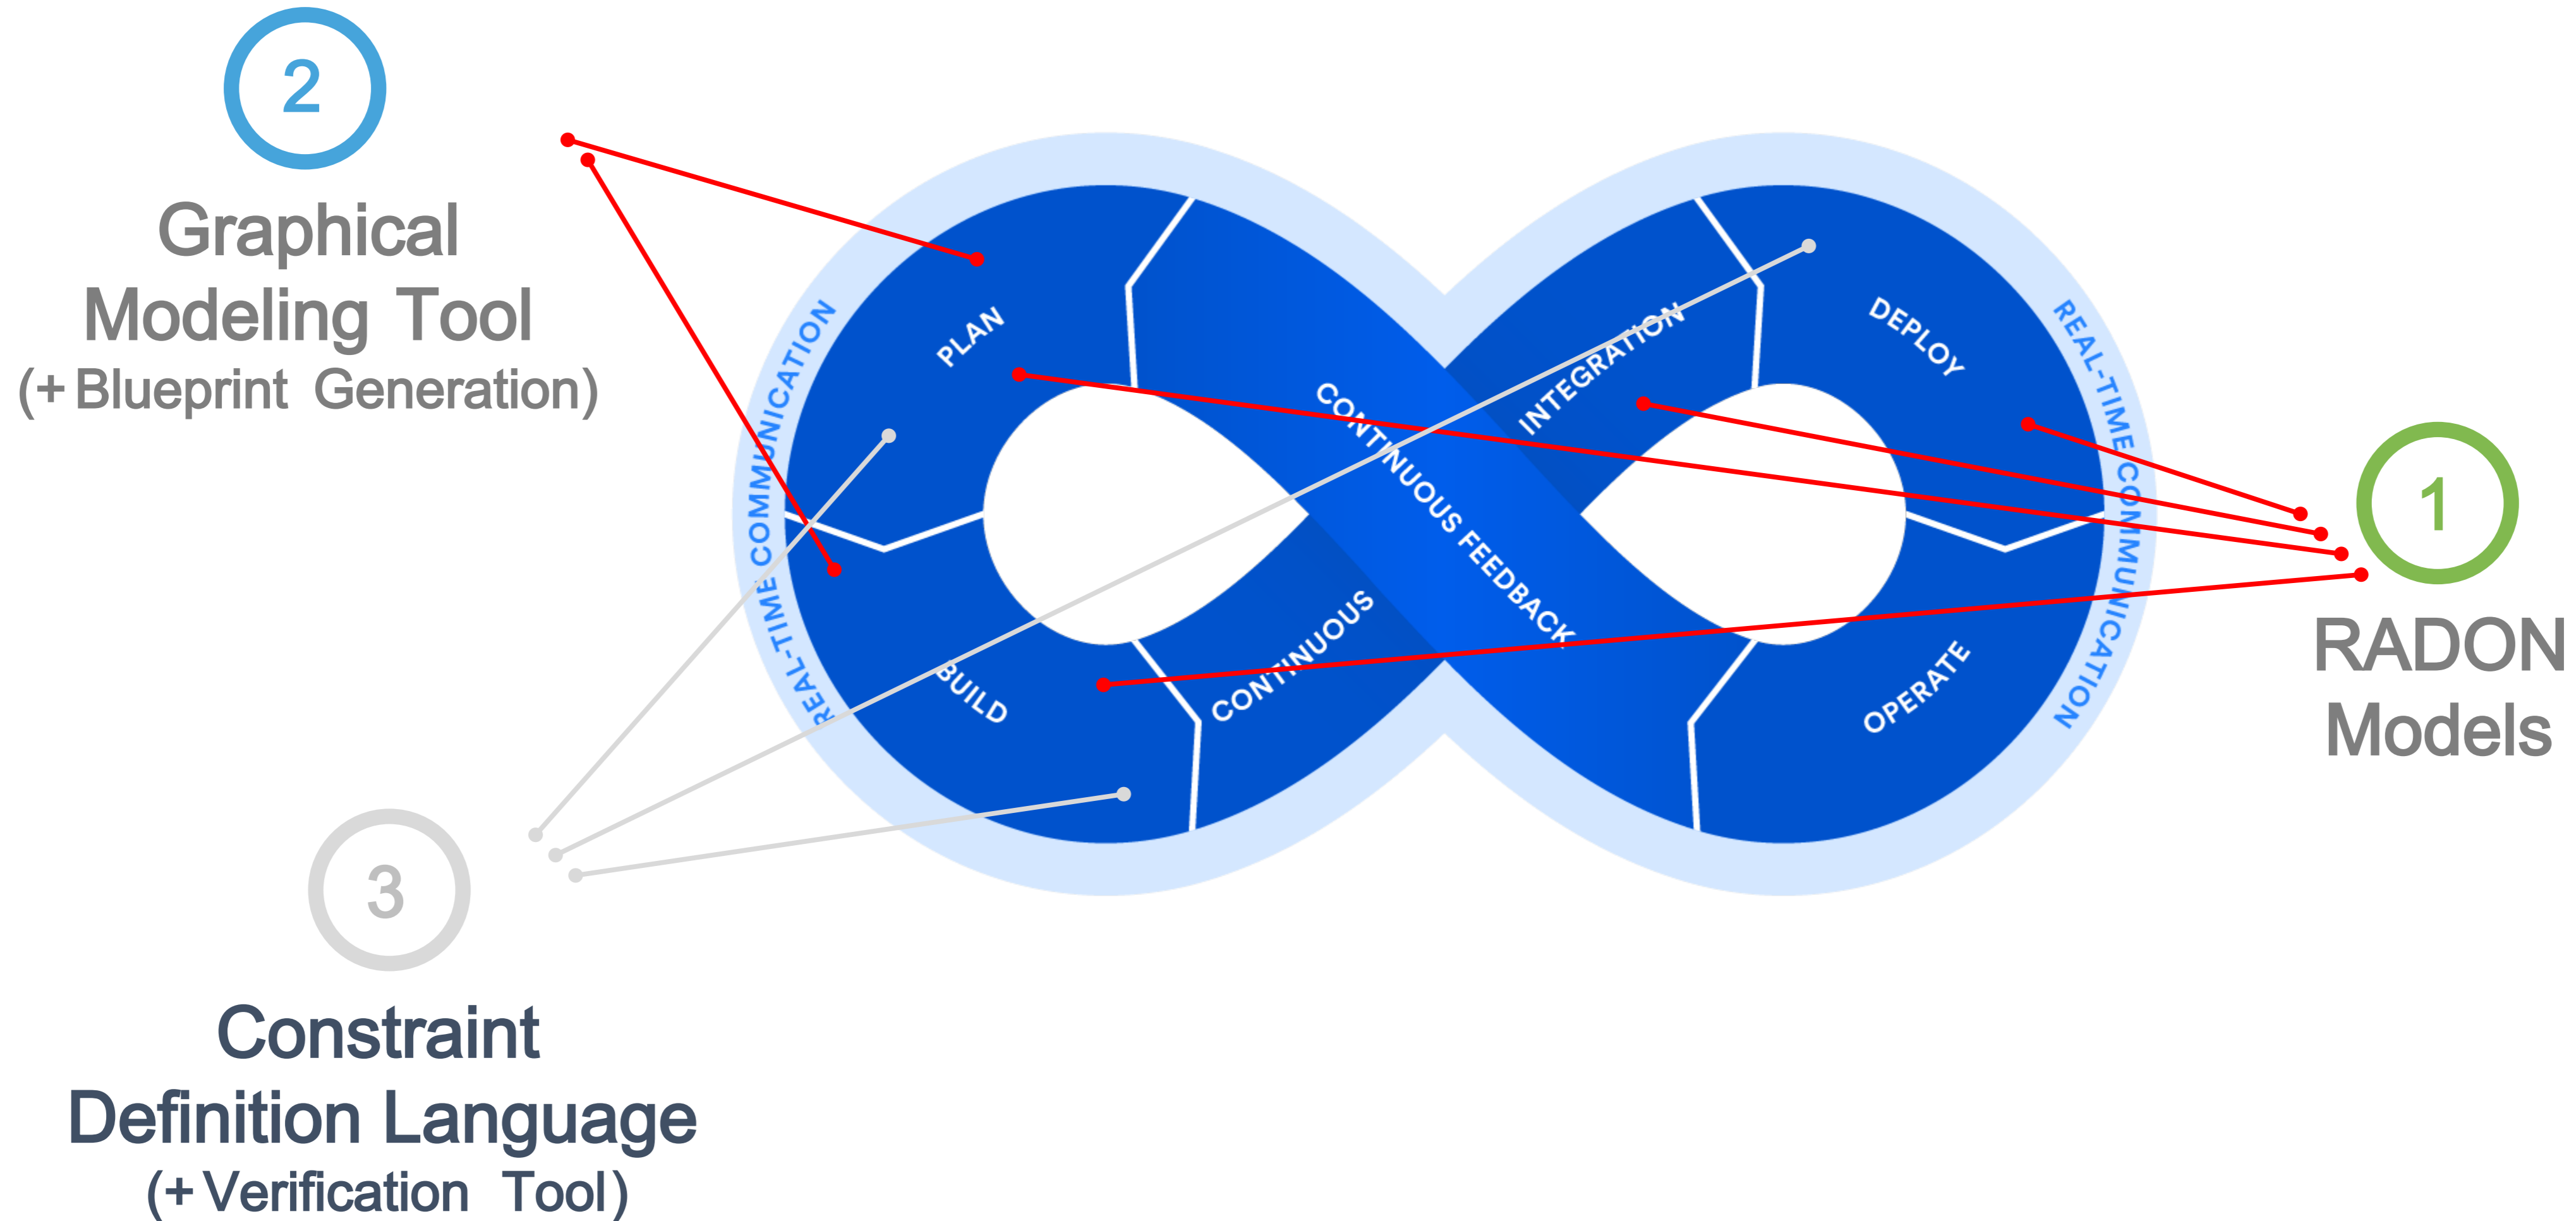 2
Graphical
Modeling Tool
(+ Blueprint Generation)
REAL-TIME COMMUNICATION
PLAN
BUILD
CONTINUOUS
INTEGRATION
CONTINUOUS FEEDBACK
DEPLOY
OPERATE
REAL-TIME COMMUNICATION
1
RADON
Models
3
Constraint
Definition Language
(+ Verification Tool)